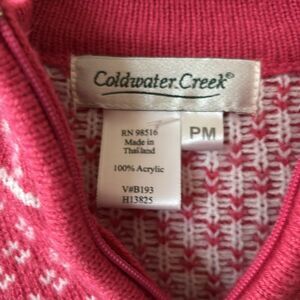 Coldwater Creek®
RN 98516
Made in
Thailand
100% Acrylic
V#B193
H13825
PM